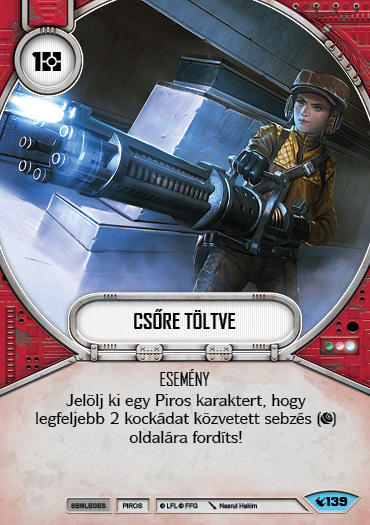 1
CSŐRE TÖLTVE
ESEMÉNY
Jelölj ki egy Piros karaktert, hogy
legfeljebb 2 kockádat közvetett sebzés ( )
oldalára fordíts!
SEMLEGES PIROS © LFL © FFG Nasrul Hakim 139